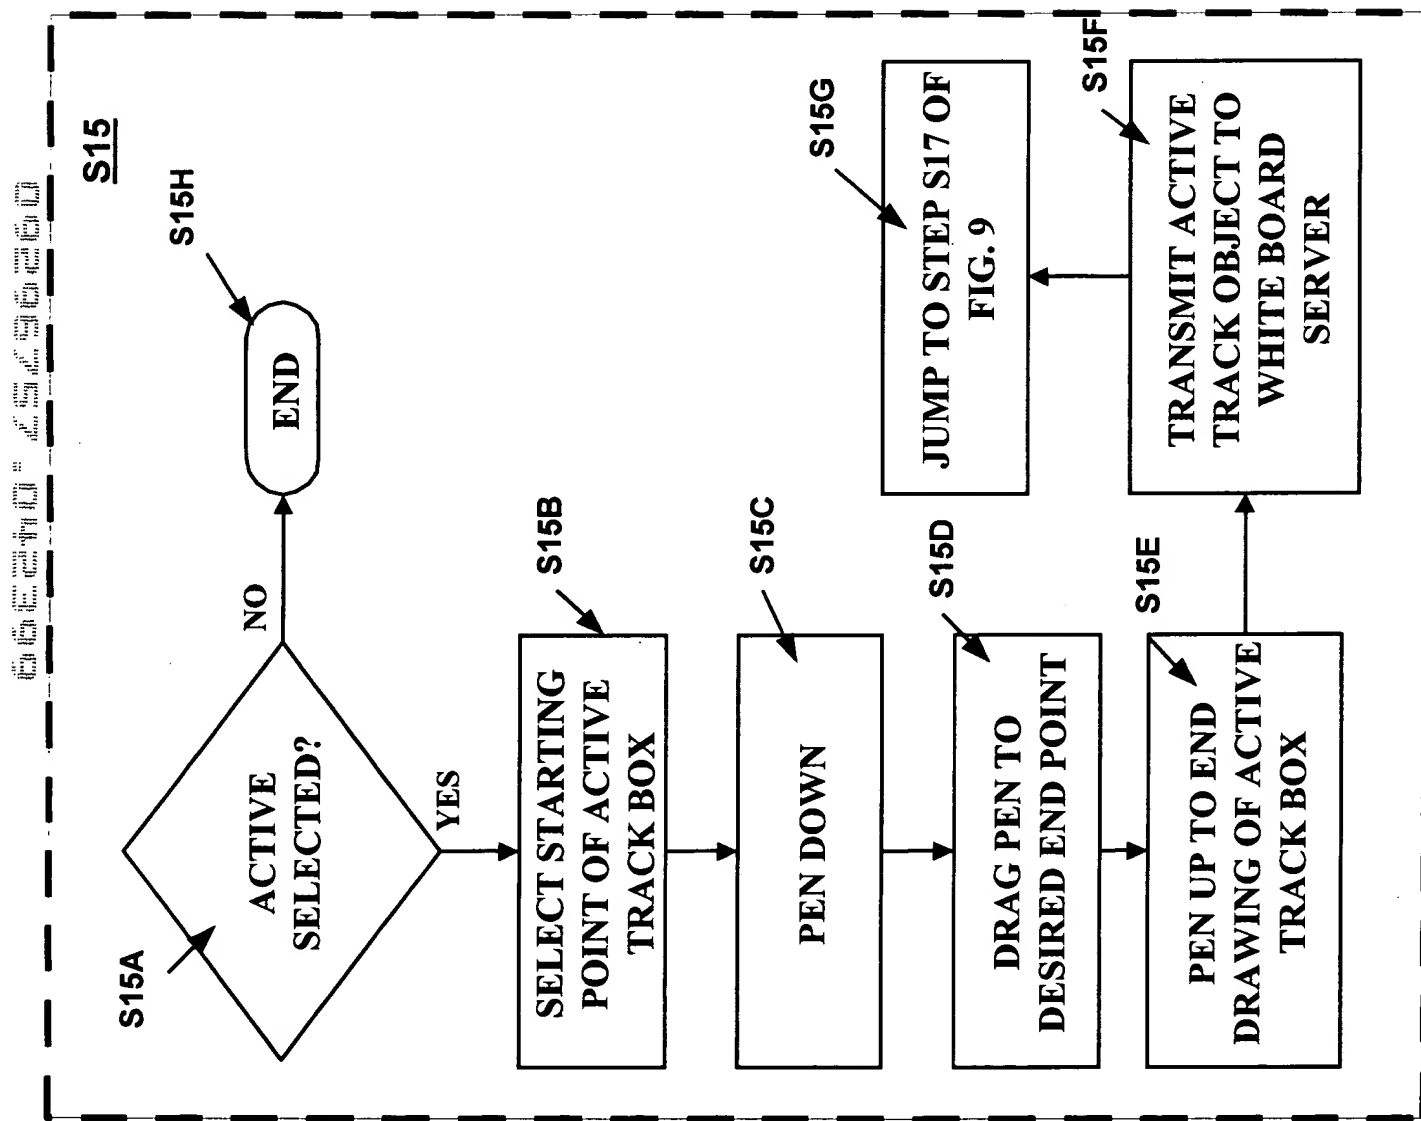 S15
S15A
ACTIVE
SELECTED?
NO
S15H
END
YES
S15B
SELECT STARTING
POINT OF ACTIVE
TRACK BOX
S15C
PEN DOWN
S15D
DRAG PEN TO
DESIRED END POINT
S15E
PEN UP TO END
DRAWING OF ACTIVE
TRACK BOX
S15F
TRANSMIT ACTIVE
TRACK OBJECT TO
WHITE BOARD
SERVER
S15G
JUMP TO STEP S17 OF
FIG. 9